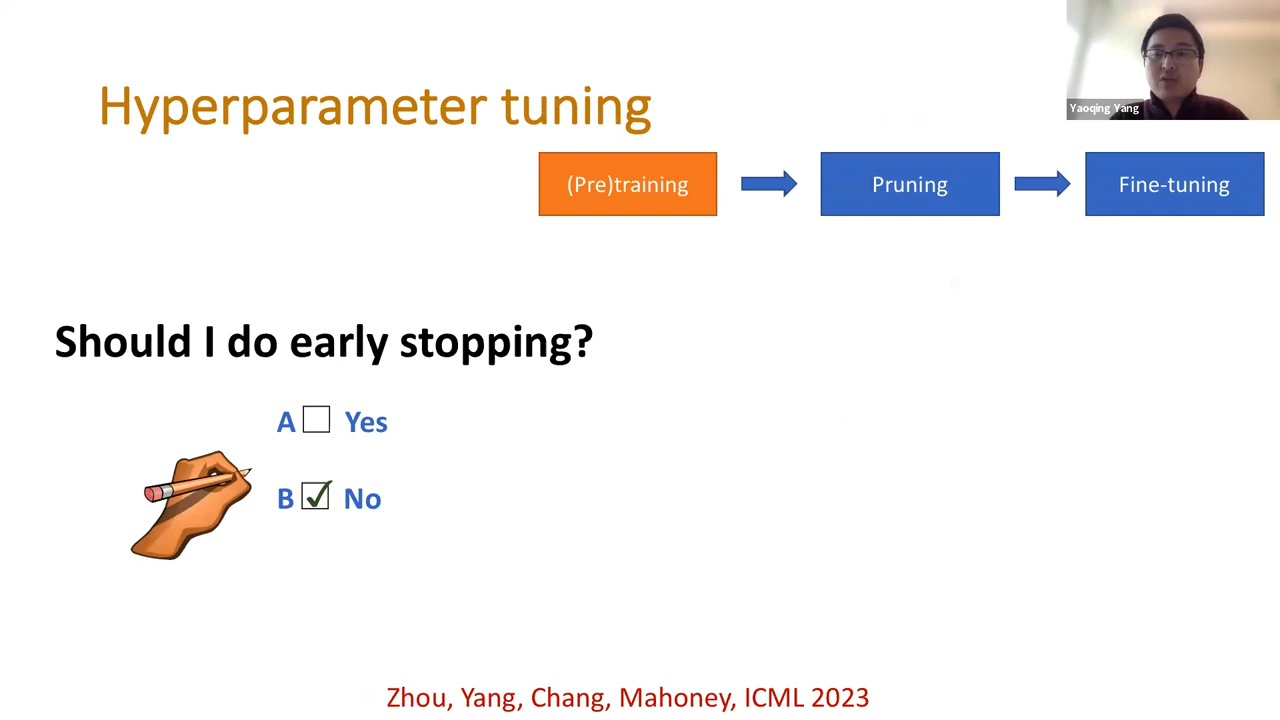 Yaoqing Yang
Hyperparameter tuning
(Pre)training
Pruning
Fine-tuning
Should I do early stopping?
A Yes
B No
Zhou, Yang, Chang, Mahoney, ICML 2023